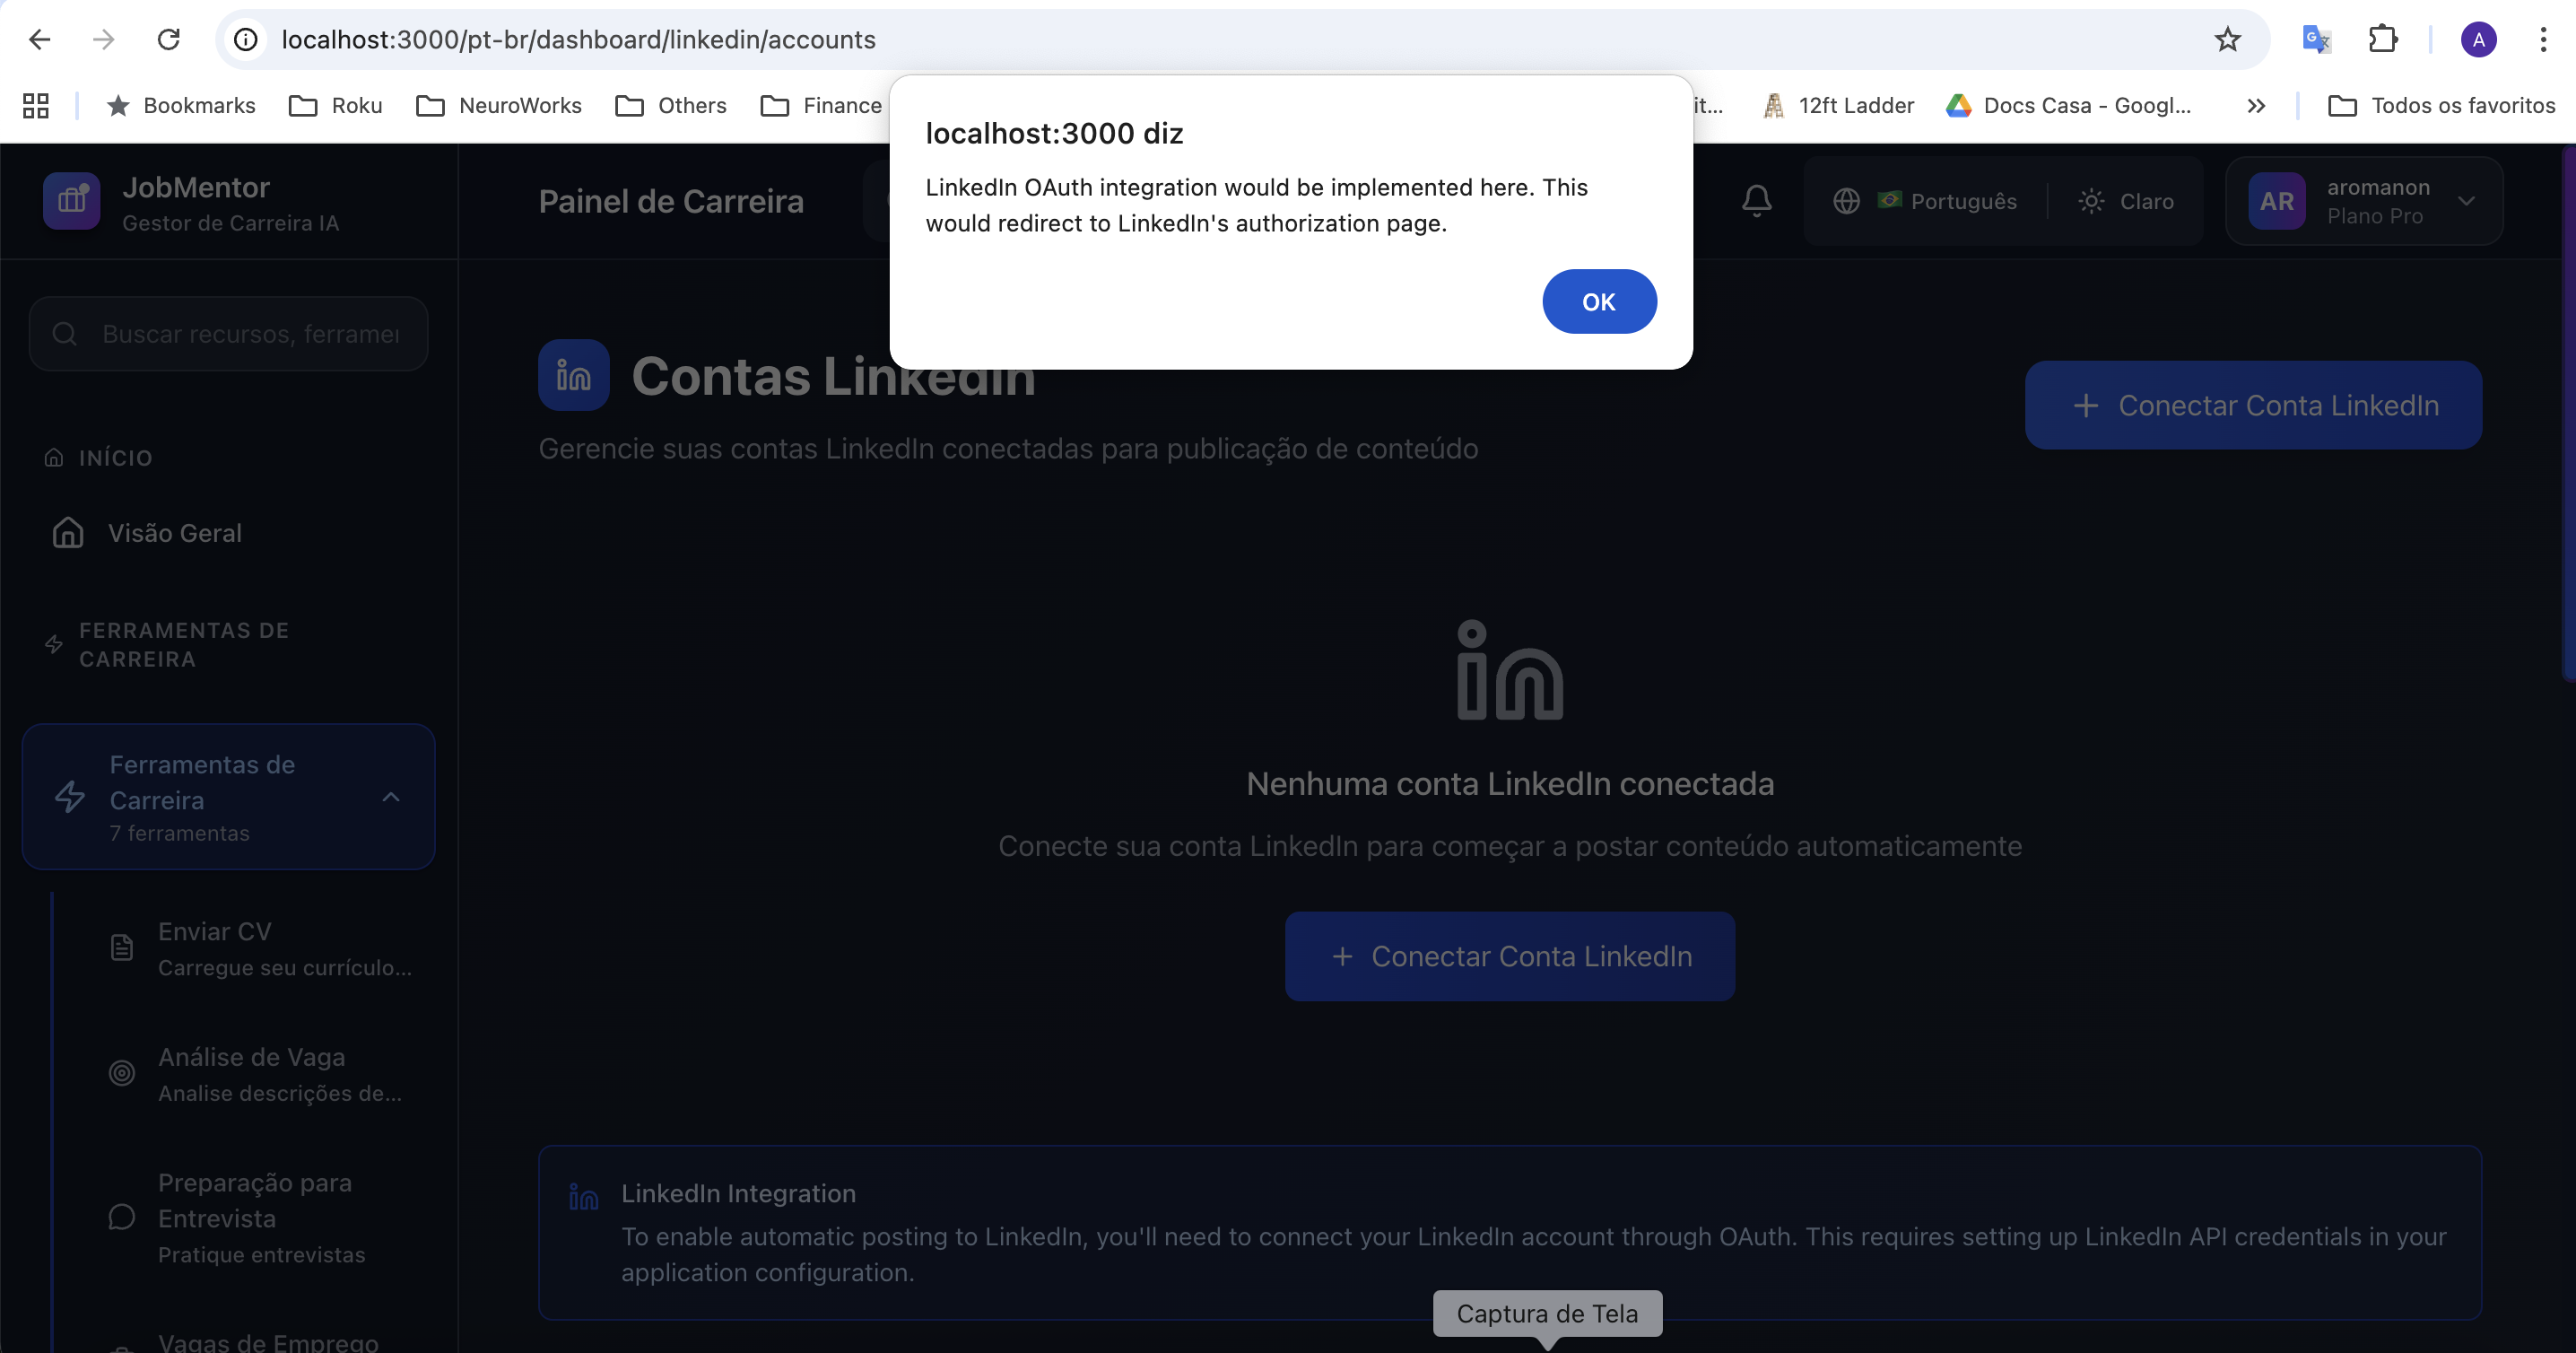 localhost:3000/pt-br/dashboard/linkedin/accounts
A
Bookmarks
Roku
NeuroWorks
Others
Finance
it...
12ft Ladder
Docs Casa - Googl...
Todos os favoritos
localhost:3000 diz
LinkedIn OAuth integration would be implemented here. This
would redirect to LinkedIn's authorization page.
OK
JobMentor
Gestor de Carreira IA
Painel de Carreira
Português
Claro
AR
aromanon
Plano Pro
Buscar recursos, ferramer
INÍCIO
Visão Geral
FERRAMENTAS DE
CARREIRA
Ferramentas de
Carreira
7 ferramentas
Enviar CV
Carregue seu currículo...
Análise de Vaga
Analise descrições de...
Preparação para
Entrevista
Pratique entrevistas
Vagas de Emprego
in Contas LinkedIn
Gerencie suas contas LinkedIn conectadas para publicação de conteúdo
+ Conectar Conta LinkedIn
in
Nenhuma conta LinkedIn conectada
Conecte sua conta LinkedIn para começar a postar conteúdo automaticamente
+ Conectar Conta LinkedIn
in LinkedIn Integration
To enable automatic posting to LinkedIn, you'll need to connect your LinkedIn account through OAuth. This requires setting up LinkedIn API credentials in your
application configuration.
Captura de Tela